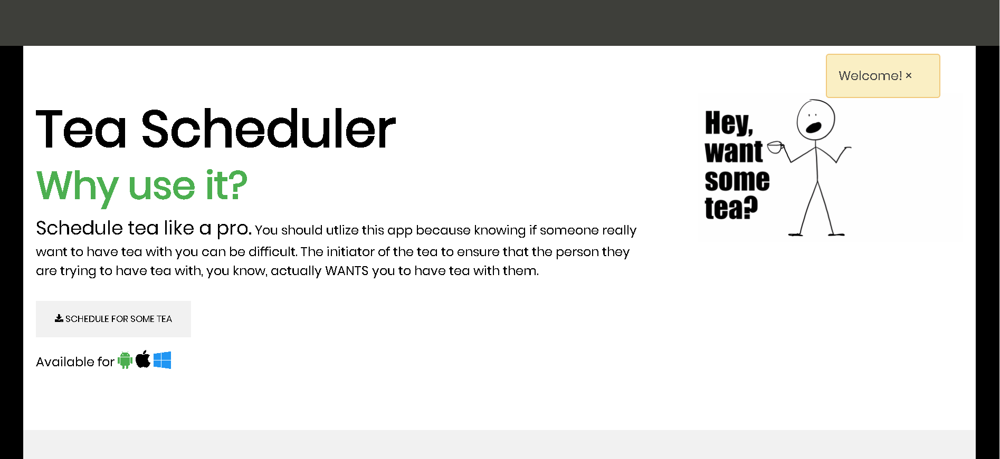 Welcome! ×
Tea Scheduler
Why use it?
Schedule tea like a pro. You should utlize this app because knowing if someone really
want to have tea with you can be difficult. The initiator of the tea to ensure that the person they
are trying to have tea with, you know, actually WANTS you to have tea with them.
SCHEDULE FOR SOME TEA
Available for
Hey,
want
some
tea?